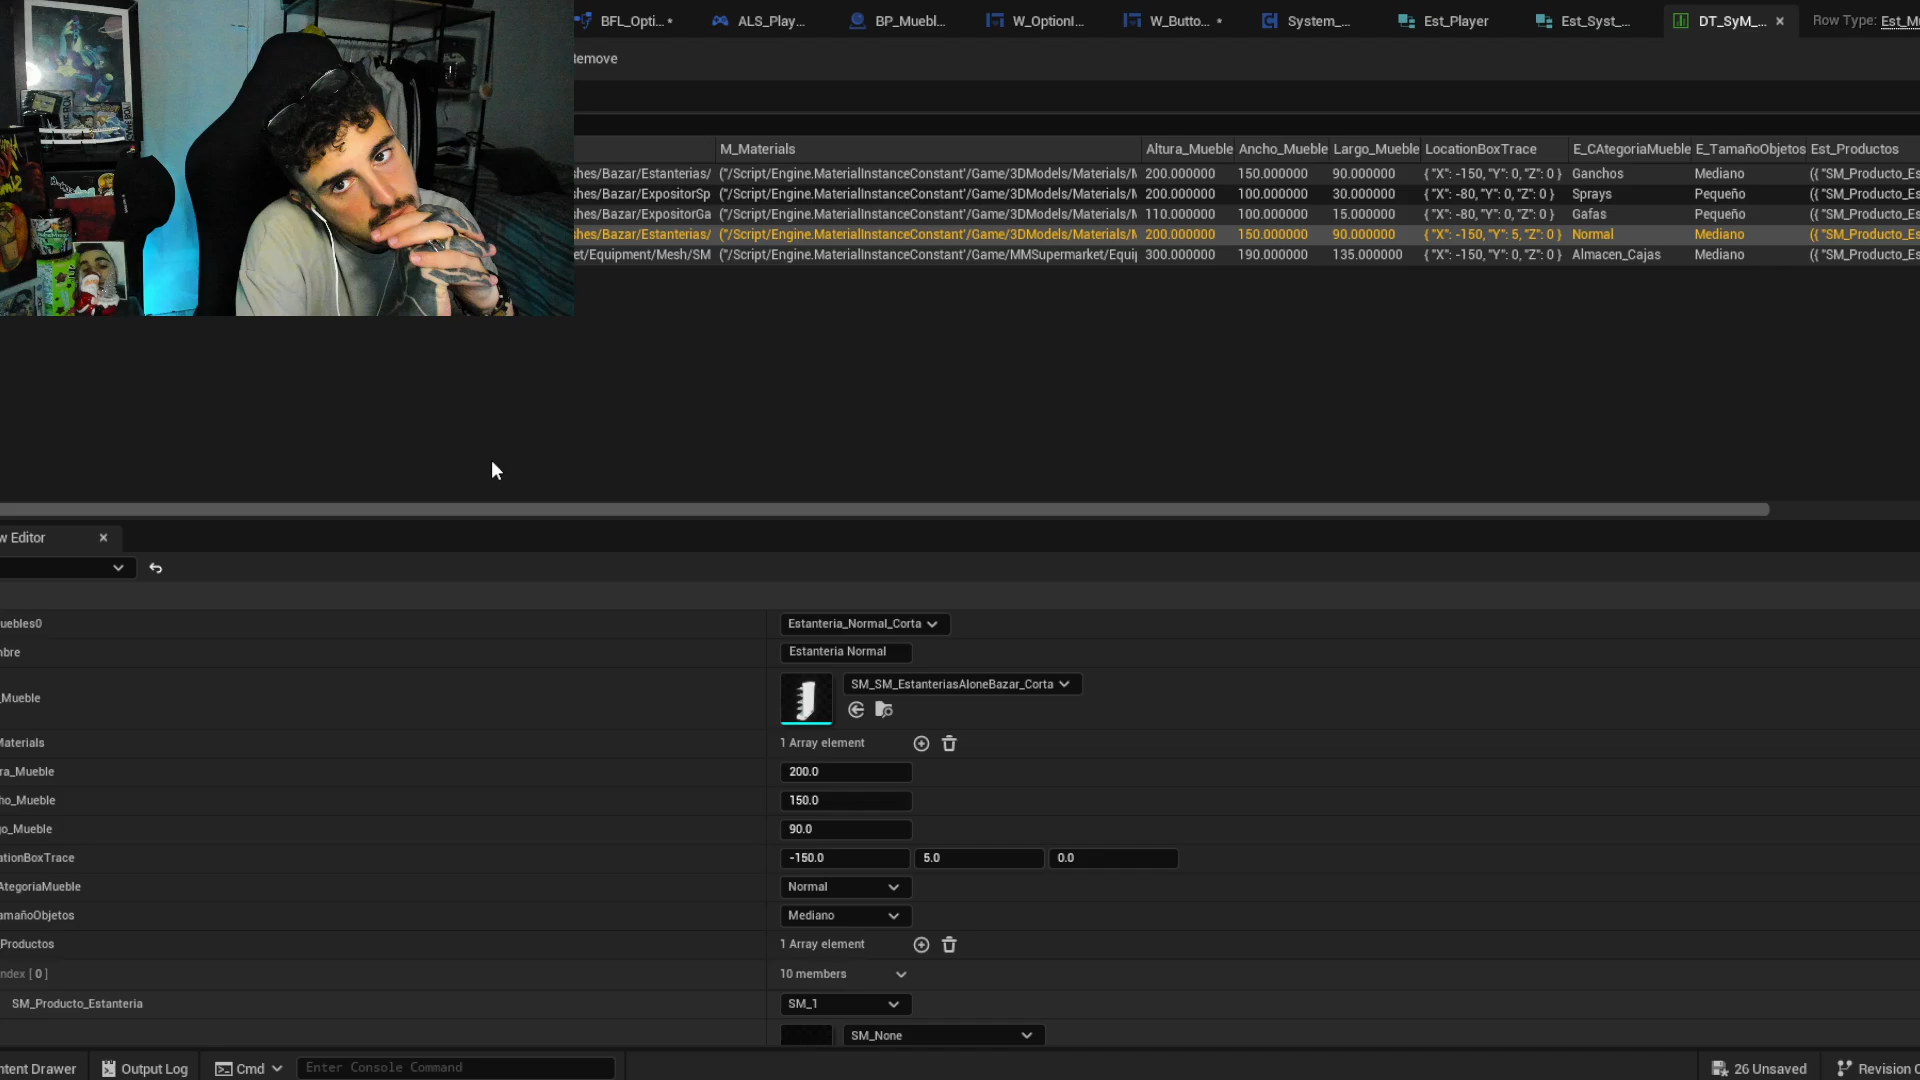 BFL_Opti...•
ALS_Play...
BP_Muebl...
W_OptionI...
W_Butto... •
System_...
Est_Player
Est_Syst_...
DT_SyM_...
Row Type: Est_M
Remove
M_Materials Altura_Mueble Ancho_Mueble Largo_Mueble LocationBoxTrace E_CAtegoriaMueble E_TamañoObjetos Est_Productos
shes/Bazar/Estanterias/ ("/Script/Engine.MaterialInstanceConstant'/Game/3DModels/Materials/M 200.000000 150.000000 90.000000 { "X": -150, "Y": 0, "Z": 0 } Ganchos Mediano ({ "SM_Producto_Es
shes/Bazar/ExpositorSp ("/Script/Engine.MaterialInstanceConstant'/Game/3DModels/Materials/M 200.000000 100.000000 30.000000 { "X": -80, "Y": 0, "Z": 0 } Sprays Pequeño ({ "SM_Producto_Es
shes/Bazar/ExpositorGa ("/Script/Engine.MaterialInstanceConstant'/Game/3DModels/Materials/M 110.000000 100.000000 15.000000 { "X": -80, "Y": 0, "Z": 0 } Gafas Pequeño ({ "SM_Producto_Es
shes/Bazar/Estanterias/ ("/Script/Engine.MaterialInstanceConstant'/Game/3DModels/Materials/M 200.000000 150.000000 90.000000 { "X": -150, "Y": 5, "Z": 0 } Normal Mediano ({ "SM_Producto_Es
et/Equipment/Mesh/SM ("/Script/Engine.MaterialInstanceConstant'/Game/MMSupermarket/Equip 300.000000 190.000000 135.000000 { "X": -150, "Y": 0, "Z": 0 } Almacen_Cajas Mediano ({ "SM_Producto_Es
w Editor
uebles0 Estanteria_Normal_Corta
nbre Estanteria Normal
_Mueble SM_SM_EstanteriasAloneBazar_Corta
Materials 1 Array element
ra_Mueble 200.0
ho_Mueble 150.0
go_Mueble 90.0
ationBoxTrace -150.0 5.0 0.0
AtegoriaMueble Normal
amañoObjetos Mediano
Productos 1 Array element
ndex [ 0 ] 10 members
SM_Producto_Estanteria SM_1
SM_None
ntent Drawer Output Log Cmd Enter Console Command 26 Unsaved Revision C